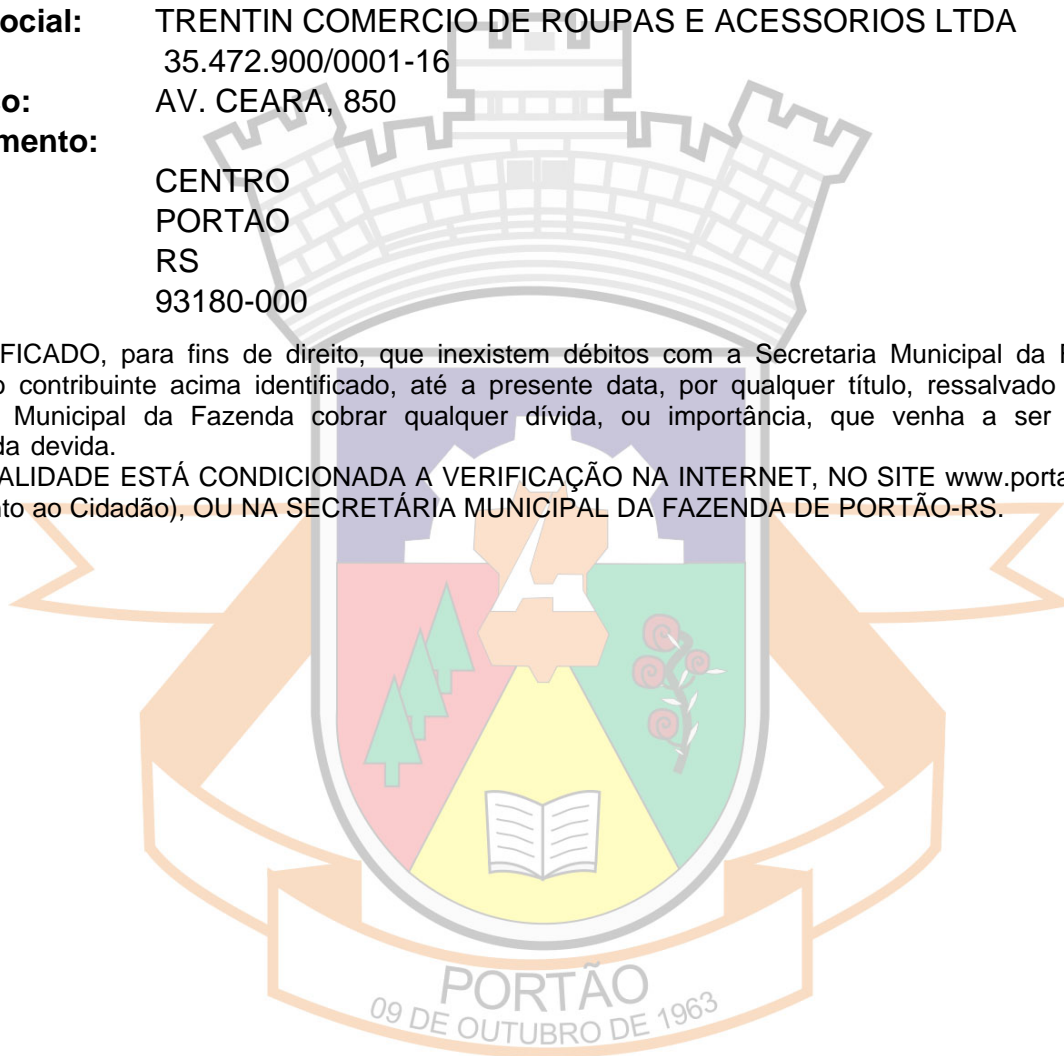 ocial: TRENTIN COMERCIO DE ROUPAS E ACESSORIOS LTDA
35.472.900/0001-16
o: AV. CEARA, 850
mento:
CENTRO
PORTAO
RS
93180-000
FICADO, para fins de direito, que inexistem débitos com a Secretaria Municipal da
o contribuinte acima identificado, até a presente data, por qualquer título, ressalvado
Municipal da Fazenda cobrar qualquer dívida, ou importância, que venha a ser
da devida.
ALIDADE ESTÁ CONDICIONADA A VERIFICAÇÃO NA INTERNET, NO SITE www.porta
nto ao Cidadão), OU NA SECRETÁRIA MUNICIPAL DA FAZENDA DE PORTÃO-RS.
PORTÃO
09 DE OUTUBRO DE 1963